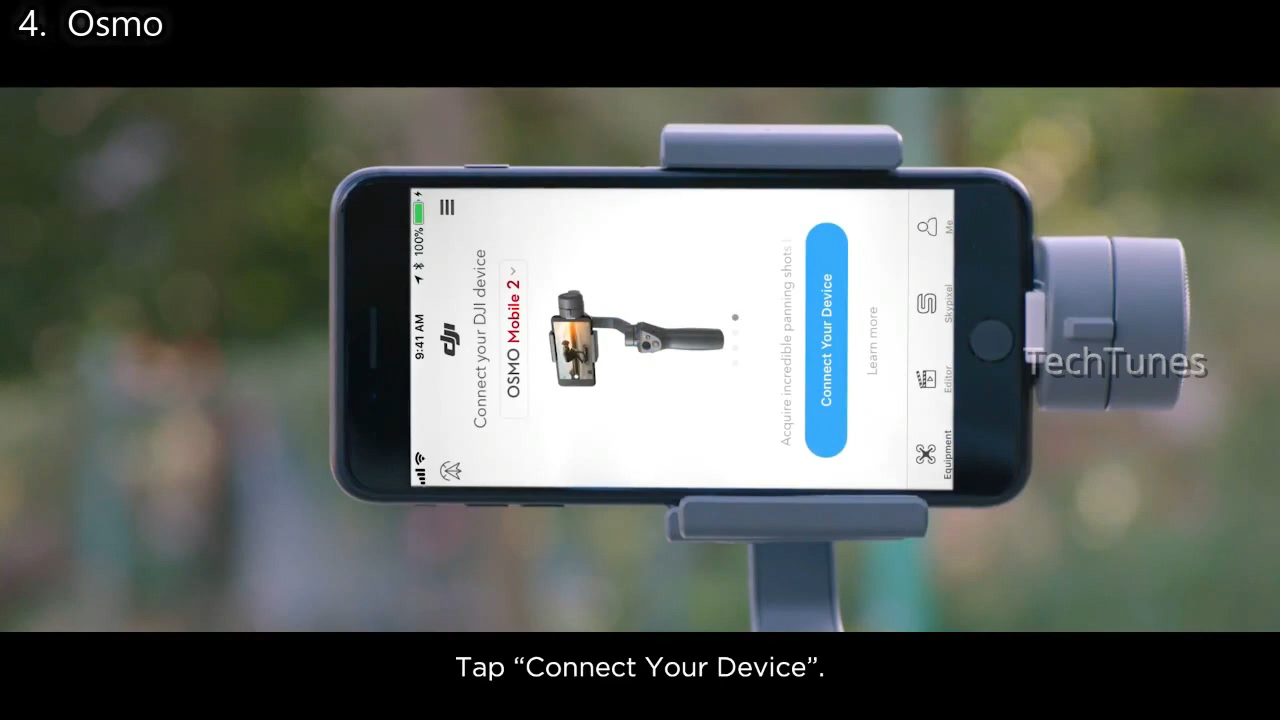 4. Osmo
9:41 AM
100%
dji
Connect your DJI device
OSMO Mobile 2
Acquire incredible panning shots
Connect Your Device
Learn more
Equipment
Editor
Skypixel
Me
TechTunes
Tap “Connect Your Device”.